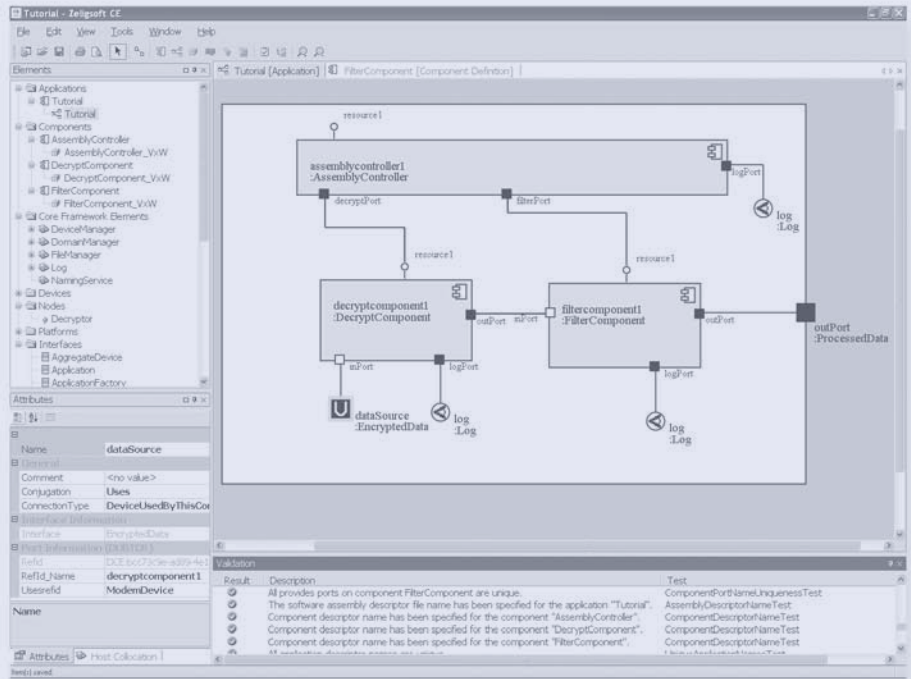 Tutorial - Zeligsoft CE
File Edit View Tools Window Help
Elements
Applications
Tutorial
Tutorial
Components
AssemblyController
AssemblyController_VxW
DecryptComponent
DecryptComponent_VxW
FilterComponent
FilterComponent_VxW
Core Framework Elements
DeviceManager
DomainManager
FileManager
Log
NamingService
Devices
Nodes
Decryptor
Platforms
Interfaces
AggregateDevice
Application
ApplicationFactory
Attributes
Name dataSource
General
Comment <no value>
Conjugation Uses
ConnectionType DeviceUsedByThisCo
Interface Information
Interface EncryptedData
Port Information
RefId
RefId_Name decryptcomponent1
Usesrefid ModemDevice
Name
Attributes Host Collocation
Item(s) saved
Tutorial [Application] FilterComponent [Component Definition]
resource1
assemblycontroller1
:AssemblyController
logPort
decryptPort
filterPort
log
:Log
resource1
resource1
decryptcomponent1
:DecryptComponent
filtercomponent1
:FilterComponent
outPort
inPort
outPort
outPort
:ProcessedData
inPort
logPort
logPort
dataSource
:EncryptedData
log
:Log
log
:Log
Validation
Result Description Test
All provides ports on component FilterComponent are unique. ComponentPortNameUniquenessTest
The software assembly descriptor file name has been specified for the application "Tutorial". AssemblyDescriptorNameTest
Component descriptor name has been specified for the component "AssemblyController". ComponentDescriptorNameTest
Component descriptor name has been specified for the component "DecryptComponent". ComponentDescriptorNameTest
Component descriptor name has been specified for the component "FilterComponent". ComponentDescriptorNameTest